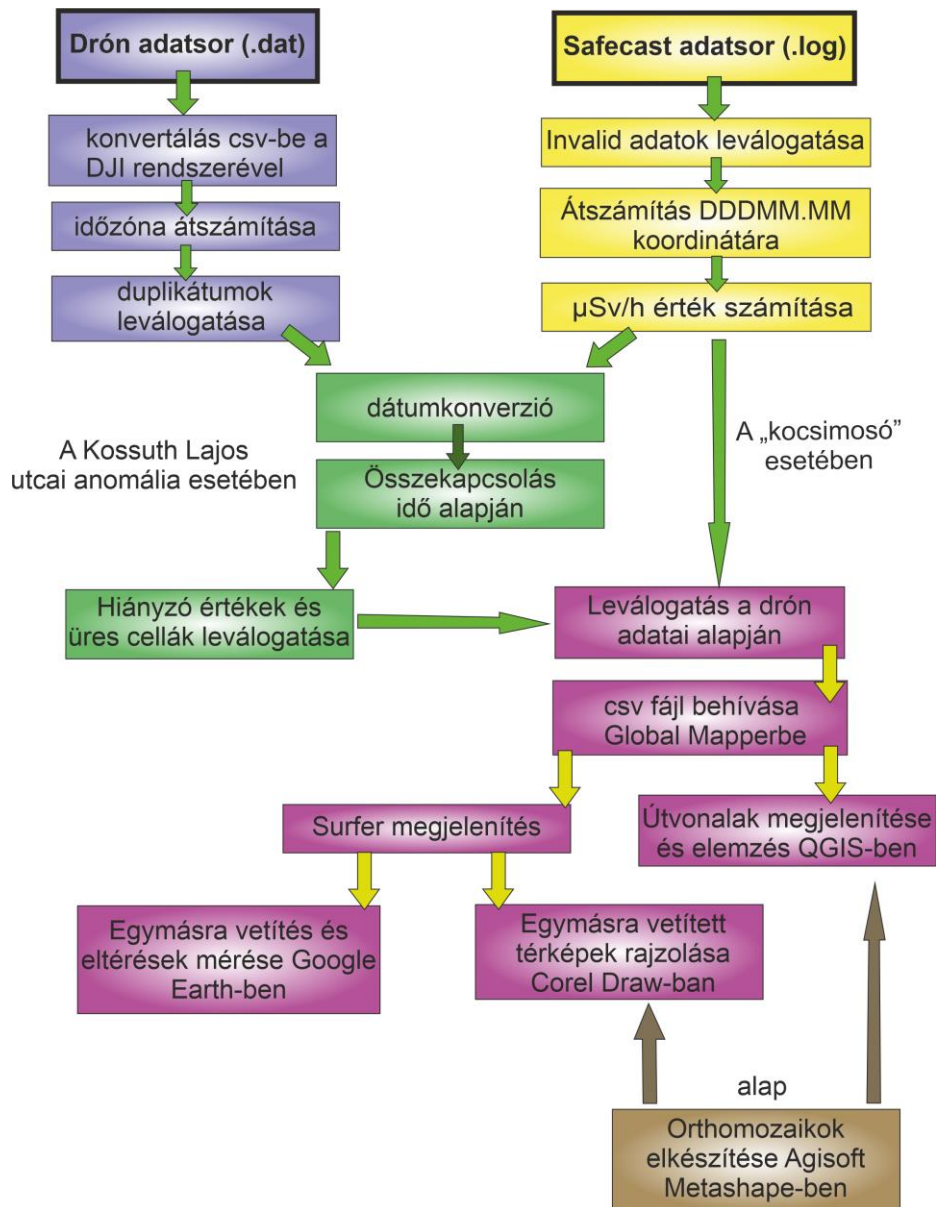 Drón adatsor (.dat)
Safecast adatsor (.log)
konvertálás csv-be a
DJI rendszerével
Invalid adatok leválogatása
időzóna átszámítása
Átszámítás DDDMM.MM
koordinátára
duplikátumok
leválogatása
µSv/h érték számítása
dátumkonverzió
A Kossuth Lajos
utcai anomália esetében
A „kocsimosó”
esetében
Összekapcsolás
idő alapján
Hiányzó értékek és
üres cellák leválogatása
Leválogatás a drón
adatai alapján
csv fájl behívása
Global Mapperbe
Surfer megjelenítés
Útvonalak megjelenítése
és elemzés QGIS-ben
Egymásra vetítés és
eltérések mérése Google
Earth-ben
Egymásra vetített
térképek rajzolása
Corel Draw-ban
alap
Orthomozaikok
elkészítése Agisoft
Metashape-ben